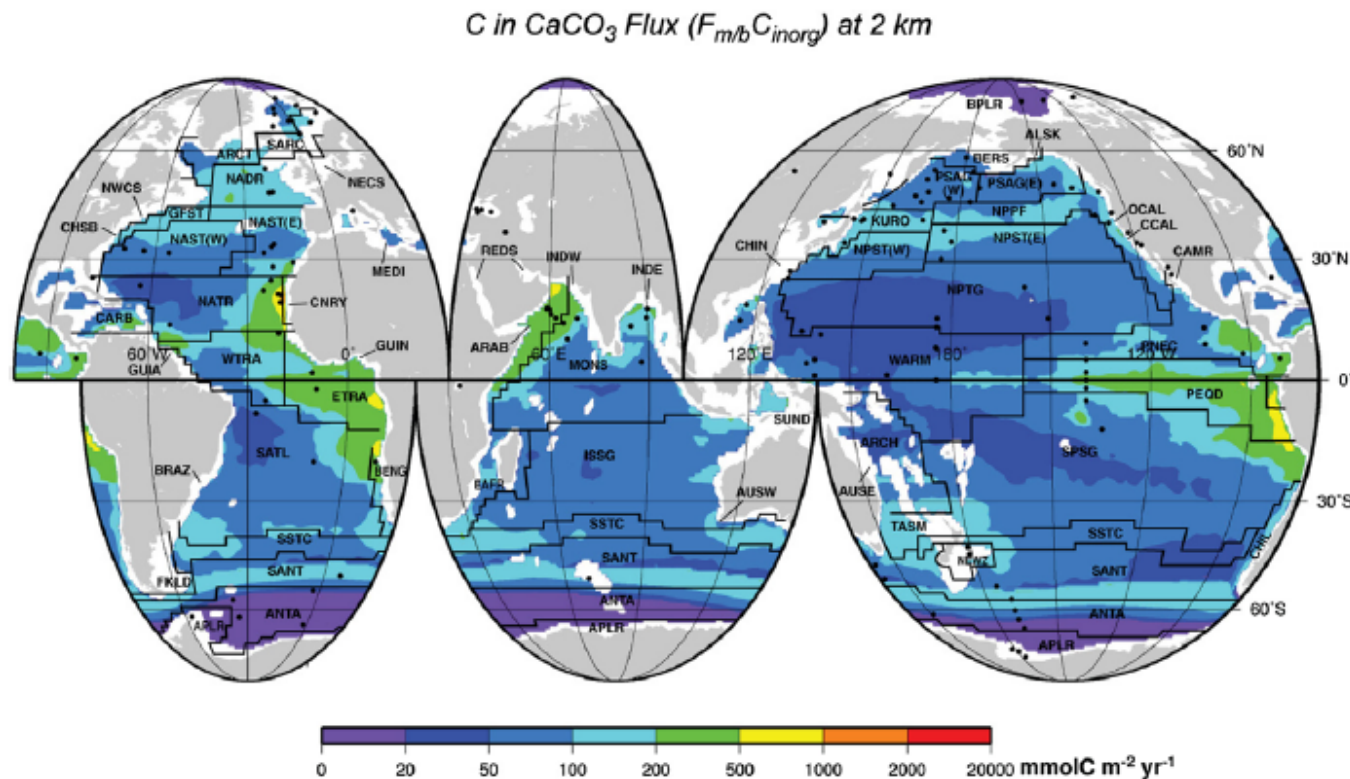 C in CaCO3 Flux (Fm/bCinorg) at 2 km
BPLR
ALSK
60°N
SARC
ARCT
BERS
NADR
NECS
PSAG (W)
PSAG(E)
NWCS
GFST
NAST(E)
KURO
NPPF
OCAL
CHSB
NAST(W)
CCAL
CHIN
NPST(W)
NPST(E)
CAMR
MEDI
REDS
INDW
INDE
30°N
NATR
CNRY
NPTG
CARB
ARAB
60°W
WTRA
0°
GUIN
60°E
120°E
WARM
180°
120°W
PNEC
GUIA
MONS
0°
ETRA
PEQD
SUND
SATL
ISSG
ARCH
SPSG
BRAZ
BENG
EAFR
AUSW
AUSE
30°S
TASM
SSTC
SSTC
SSTC
CHIL
FKLD
SANT
SANT
NEWZ
SANT
ANTA
ANTA
ANTA
60°S
APLR
APLR
APLR
0 20 50 100 200 500 1000 2000 20000 mmolC m-2 yr-1